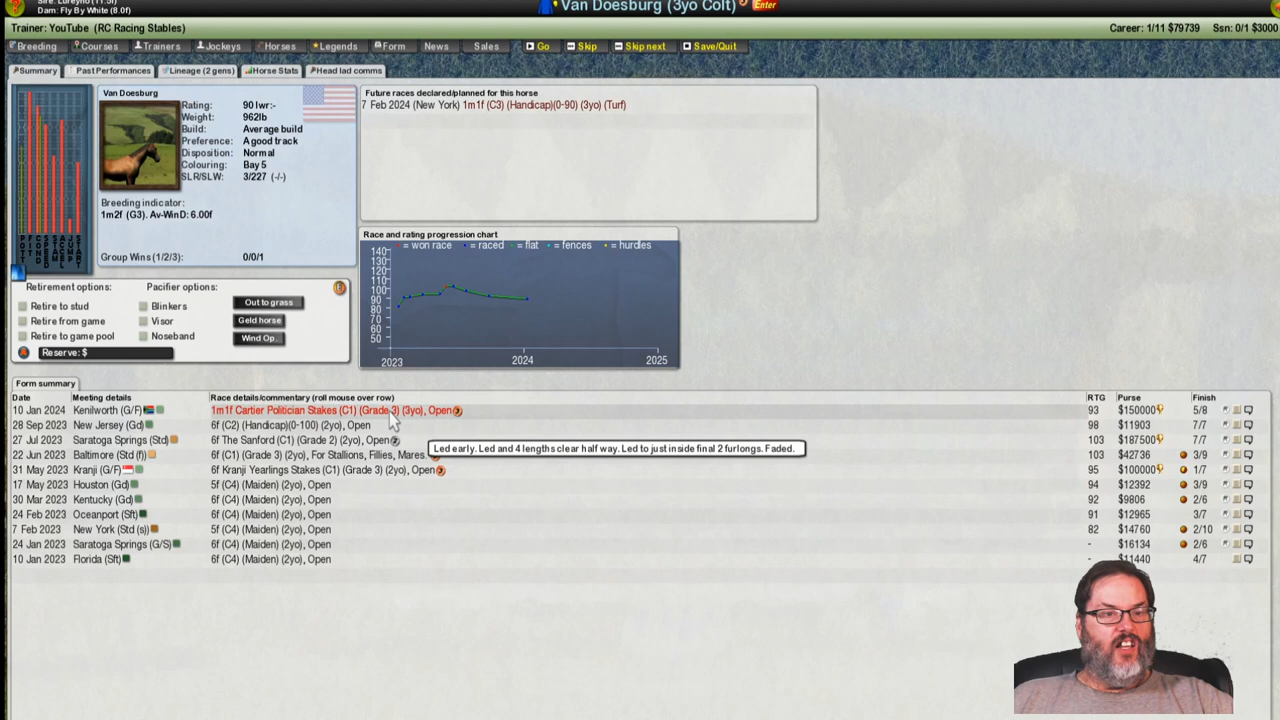 Dam: Fly By White (8.0f)
Van Doesburg (3yo Colt) Enter
Trainer: YouTube (RC Racing Stables)
Career: 1/11 $79739 Ssn: 0/1 $3000
Breeding Courses Trainers Jockeys Horses Legends Form News Sales Go Skip Skip next Save/Quit
Summary Past Performances Lineage (2 gens) Horse Stats Head lad comms
Van Doesburg
Rating: 90 lwr:-
Weight: 962lb
Build: Average build
Preference: A good track
Disposition: Normal
Colouring: Bay 5
SLR/SLW: 3/227 (-/-)
Breeding indicator:
1m2f (G3). Av-WinD: 6.00f
Group Wins (1/2/3): 0/0/1
Future races declared/planned for this horse
7 Feb 2024 (New York) 1m1f (C3) (Handicap)(0-90) (3yo) (Turf)
Race and rating progression chart
= won race = raced = flat = fences = hurdles
140
130
120
110
100
90
80
70
60
50
2023 2024 2025
Retirement options: Pacifier options:
Retire to stud Blinkers Out to grass
Retire from game Visor Geld horse
Retire to game pool Noseband Wind Op.
Reserve: $
Form summary
Date Meeting details Race details/commentary (roll mouse over row) RTG Purse Finish
10 Jan 2024 Kenilworth (G/F) 1m1f Cartier Politician Stakes (C1) (Grade 3) (3yo), Open 93 $150000 5/8
28 Sep 2023 New Jersey (Gd) 6f (C2) (Handicap)(0-100) (2yo), Open 98 $11903 7/7
27 Jul 2023 Saratoga Springs (Std) 6f The Sanford (C1) (Grade 2) (2yo), Open 103 $187500 7/7
Led early. Led and 4 lengths clear half way. Led to just inside final 2 furlongs. Faded.
22 Jun 2023 Baltimore (Std (f)) 6f (C1) (Grade 3) (2yo), For Stallions, Fillies, Mares. 103 $42736 3/9
31 May 2023 Kranji (G/F) 6f Kranji Yearlings Stakes (C1) (Grade 3) (2yo), Open 95 $100000 1/7
17 May 2023 Houston (Gd) 5f (C4) (Maiden) (2yo), Open 94 $12392 3/9
30 Mar 2023 Kentucky (Gd) 6f (C4) (Maiden) (2yo), Open 92 $9806 2/6
24 Feb 2023 Oceanport (Sft) 6f (C4) (Maiden) (2yo), Open 91 $12965 3/7
7 Feb 2023 New York (Std (s)) 5f (C4) (Maiden) (2yo), Open 82 $14760 2/10
24 Jan 2023 Saratoga Springs (G/S) 6f (C4) (Maiden) (2yo), Open - $16134 2/6
10 Jan 2023 Florida (Sft) 6f (C4) (Maiden) (2yo), Open - $11440 4/7